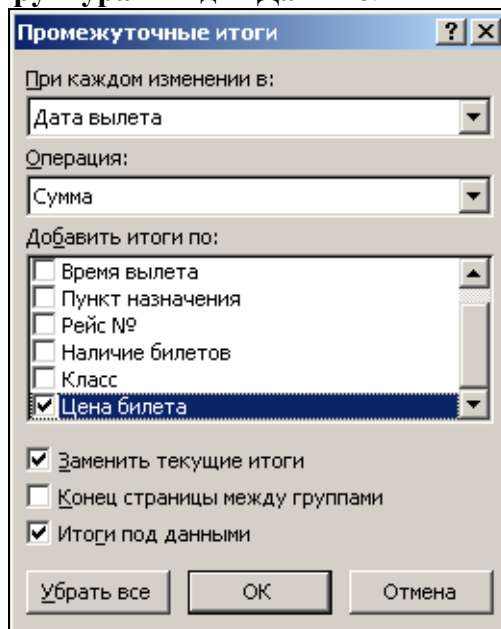 Промежуточные итоги
При каждом изменении в:
Дата вылета
Операция:
Сумма
Добавить итоги по:
Время вылета
Пункт назначения
Рейс №
Наличие билетов
Класс
Цена билета
Заменить текущие итоги
Конец страницы между группами
Итоги под данными
Убрать все ОК Отмена